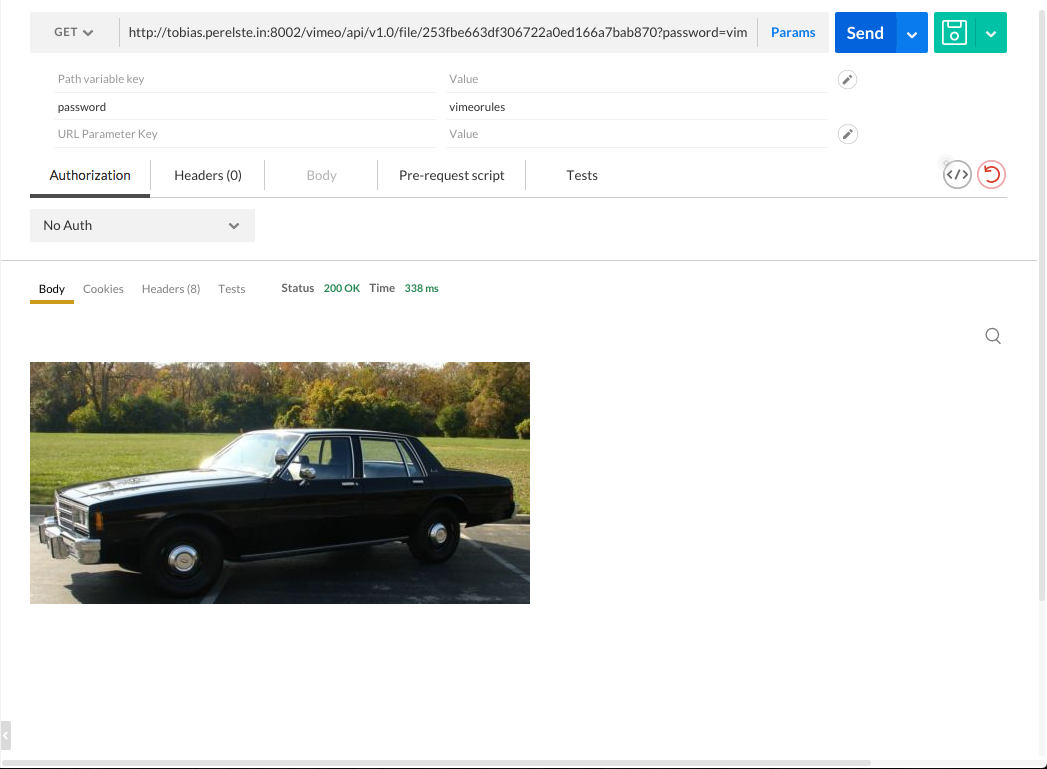 GET http://tobias.perelste.in:8002/vimeo/api/v1.0/file/253fbe663df306722a0ed166a7bab870?password=vim Params Send
Path variable key Value
password vimeorules
URL Parameter Key Value
Authorization Headers (0) Body Pre-request script Tests
No Auth
Body Cookies Headers (8) Tests Status 200 OK Time 338 ms